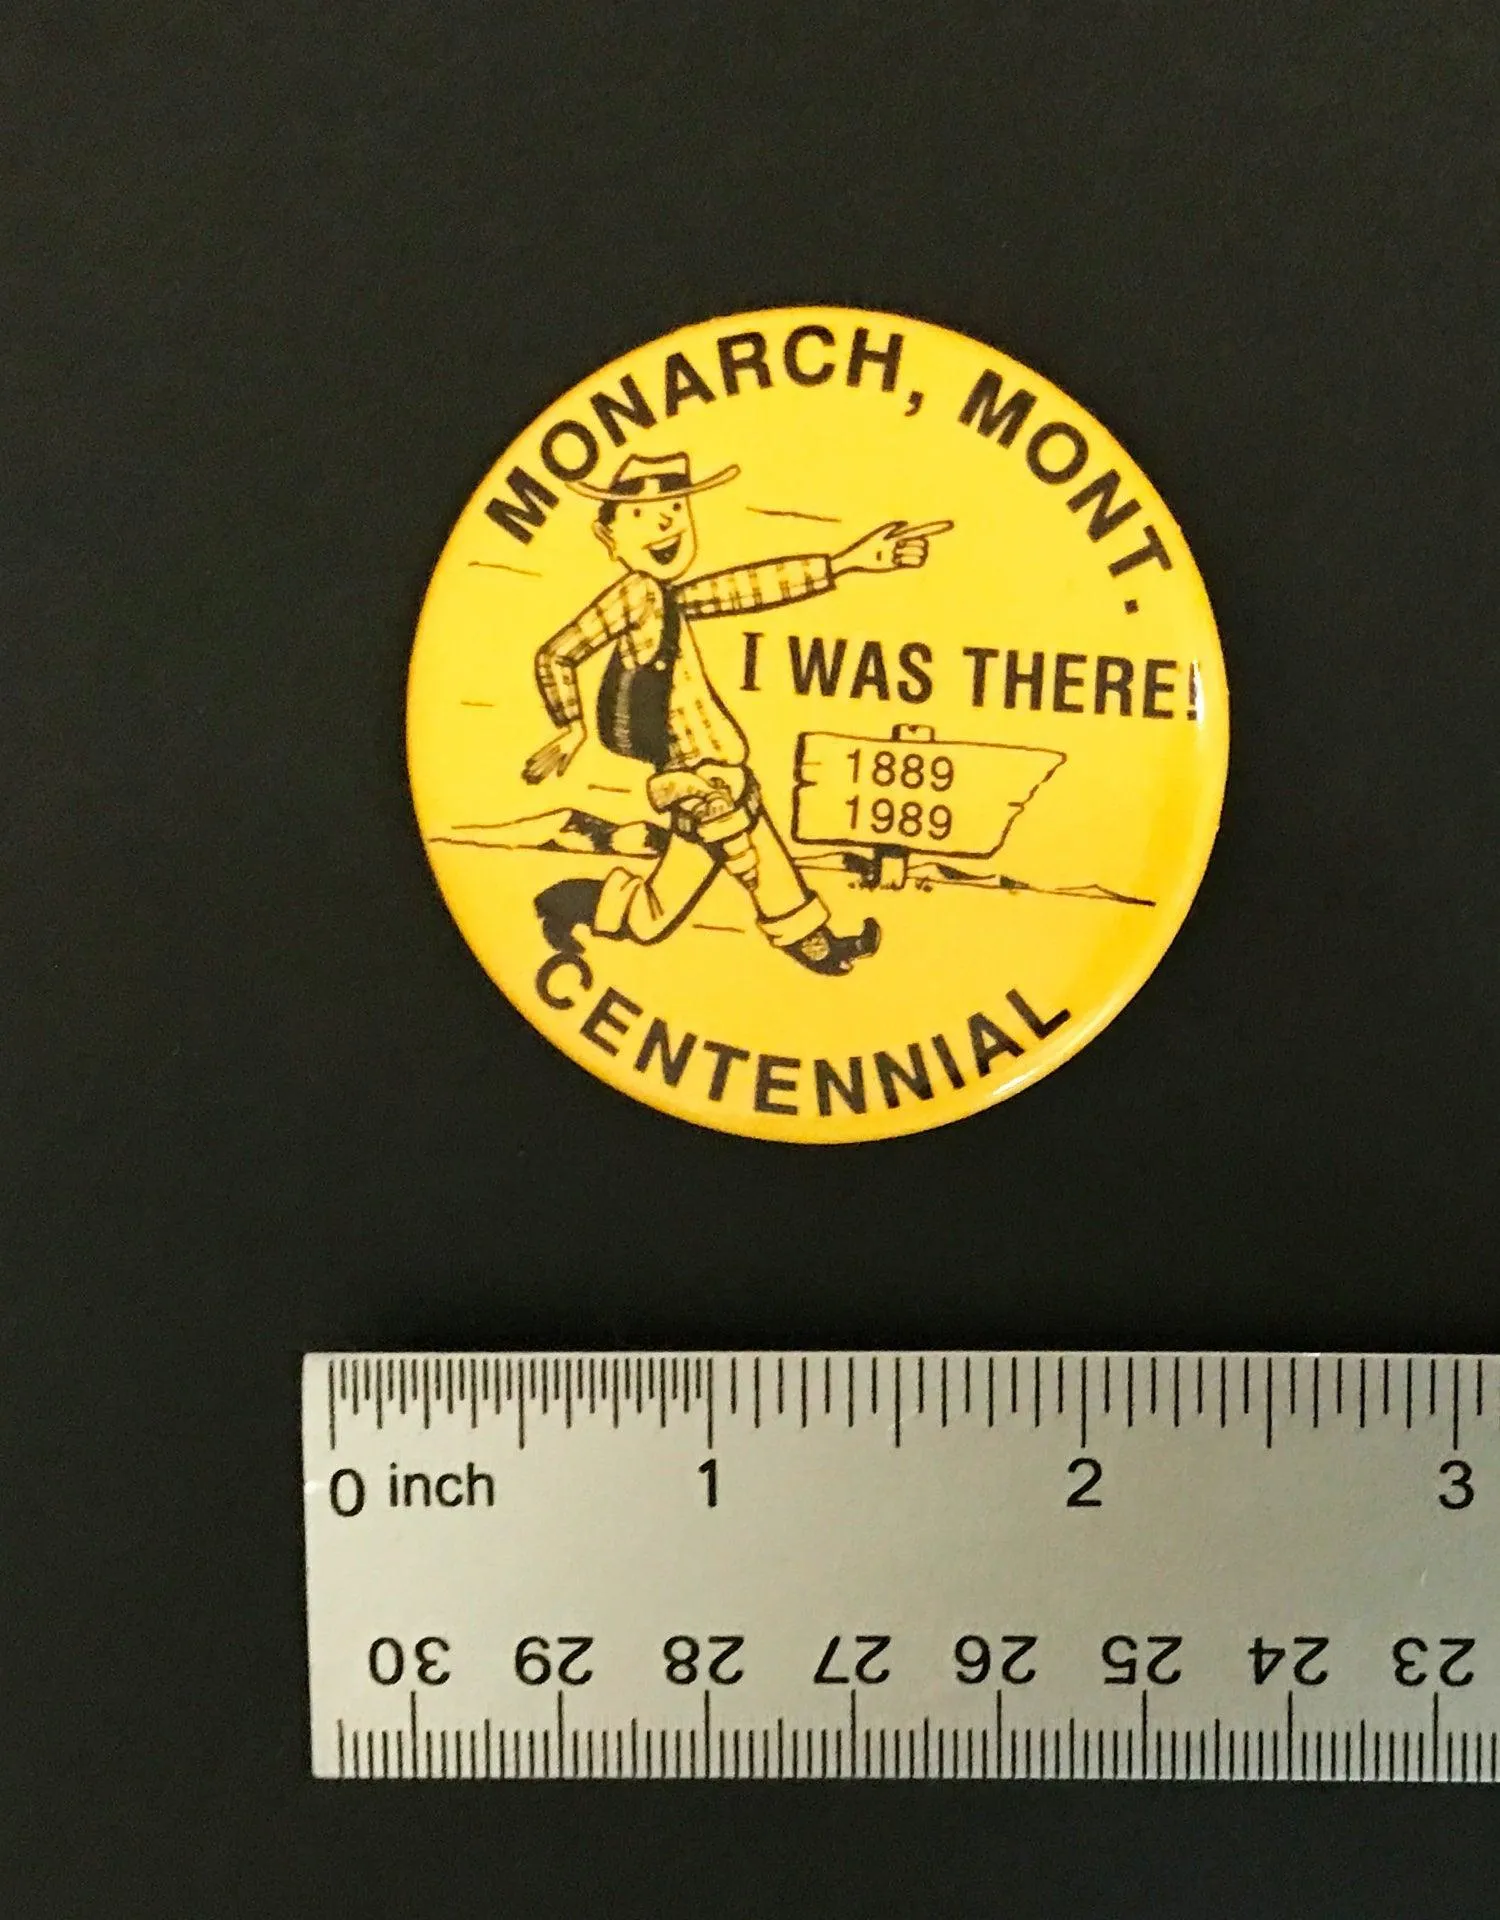 MONARCH, MONT.
I WAS THERE!
1889
1989
CENTENNIAL
0 inch 1 2 3
30 29 28 27 26 25 24 23